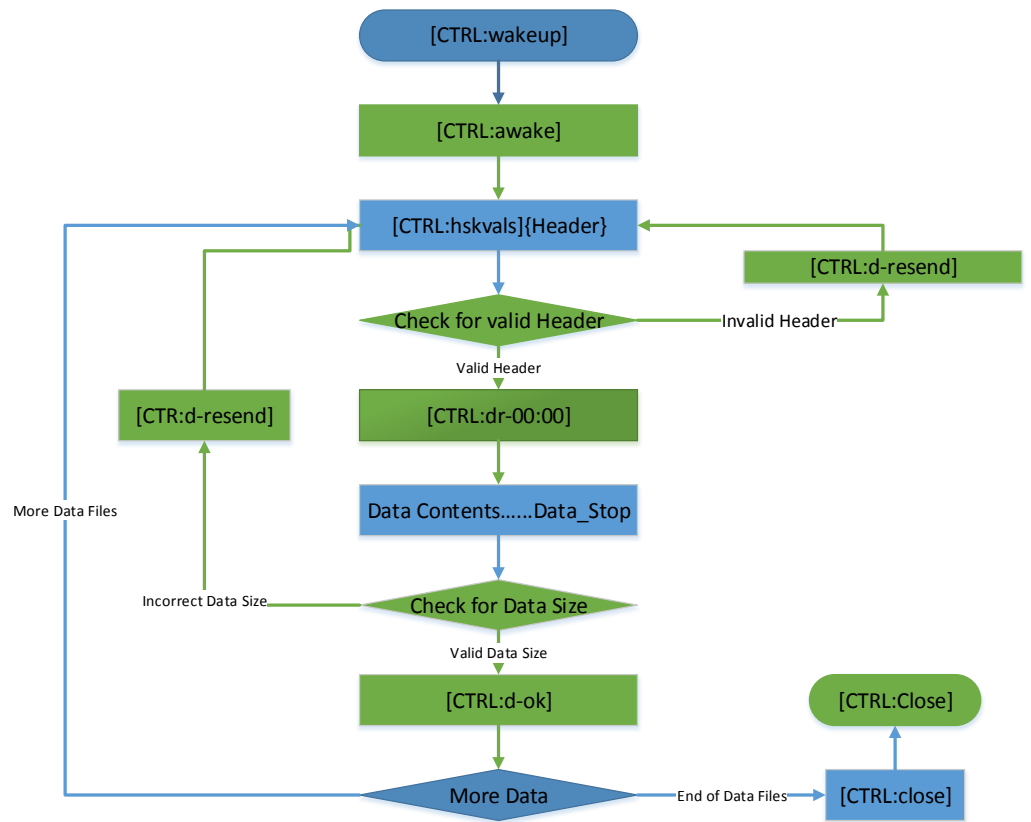 [CTRL:wakeup]
[CTRL:awake]
[CTRL:hskvals]{Header}
[CTRL:d-resend]
Check for valid Header
Invalid Header
Valid Header
[CTR:d-resend]
[CTRL:dr-00:00]
More Data Files
Data Contents......Data_Stop
Incorrect Data Size
Check for Data Size
Valid Data Size
[CTRL:d-ok]
[CTRL:Close]
More Data
End of Data Files
[CTRL:close]